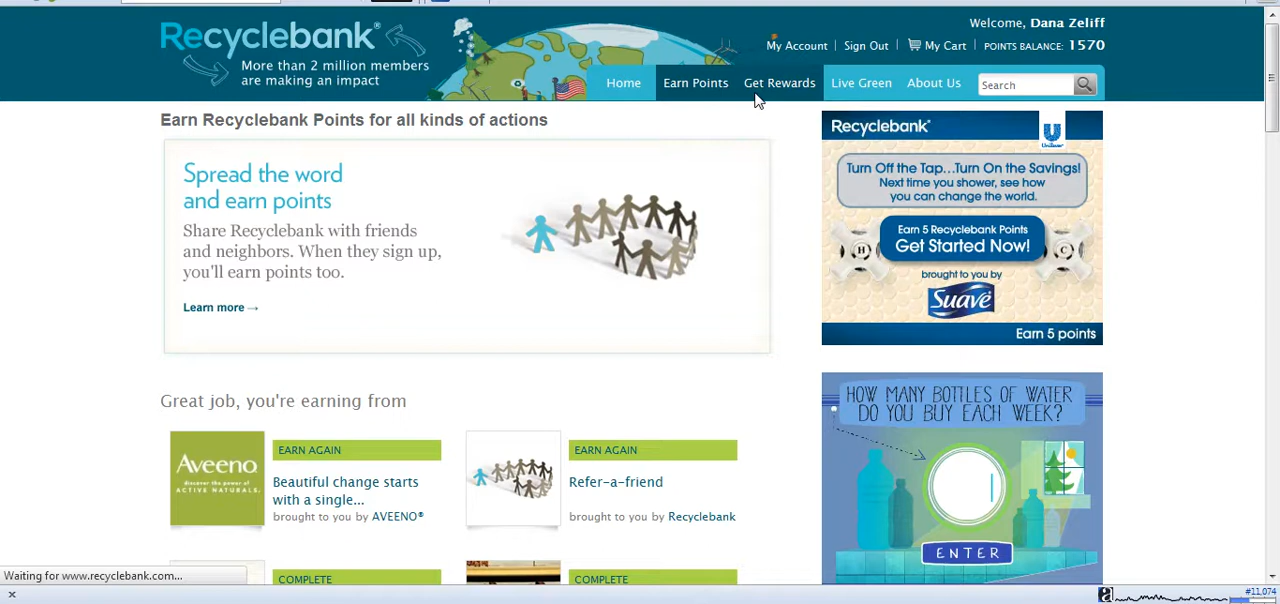 Recyclebank®
More than 2 million members
are making an impact
Welcome, Dana Zeliff
My Account | Sign Out | My Cart | POINTS BALANCE: 1570
Home Earn Points Get Rewards Live Green About Us Search
Earn Recyclebank Points for all kinds of actions
Spread the word
and earn points
Share Recyclebank with friends
and neighbors. When they sign up,
you'll earn points too.
Learn more →
Recyclebank®
Unilever
Turn Off the Tap...Turn On the Savings!
Next time you shower, see how
you can change the world.
Earn 5 Recyclebank Points
Get Started Now!
H
C
brought to you by
Suave
Earn 5 points
Great job, you're earning from
Aveeno®
discover the power of
ACTIVE NATURALS.
EARN AGAIN
Beautiful change starts
with a single...
brought to you by AVEENO®
EARN AGAIN
Refer-a-friend
brought to you by Recyclebank
HOW MANY BOTTLES OF WATER
DO YOU BUY EACH WEEK?
ENTER
COMPLETE
COMPLETE
Waiting for www.recyclebank.com...
#11,074